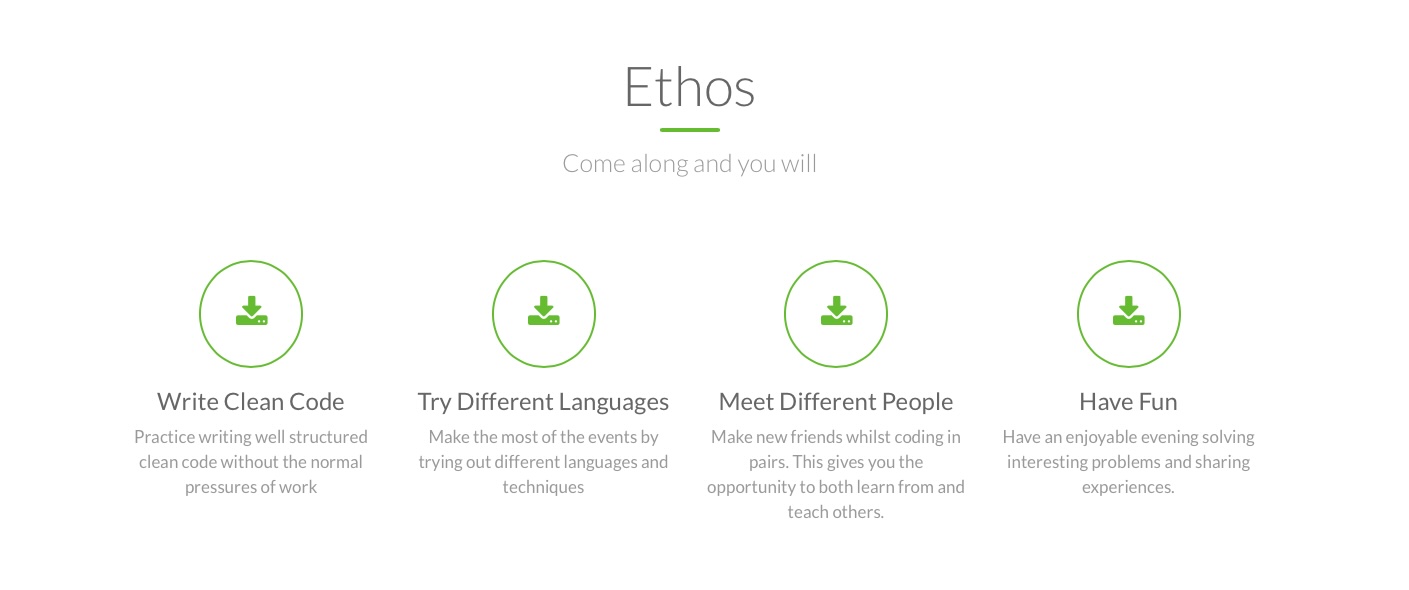 Ethos
Come along and you will
Write Clean Code
Practice writing well structured
clean code without the normal
pressures of work
Try Different Languages
Make the most of the events by
trying out different languages and
techniques
Meet Different People
Make new friends whilst coding in
pairs. This gives you the
opportunity to both learn from and
teach others.
Have Fun
Have an enjoyable evening solving
interesting problems and sharing
experiences.